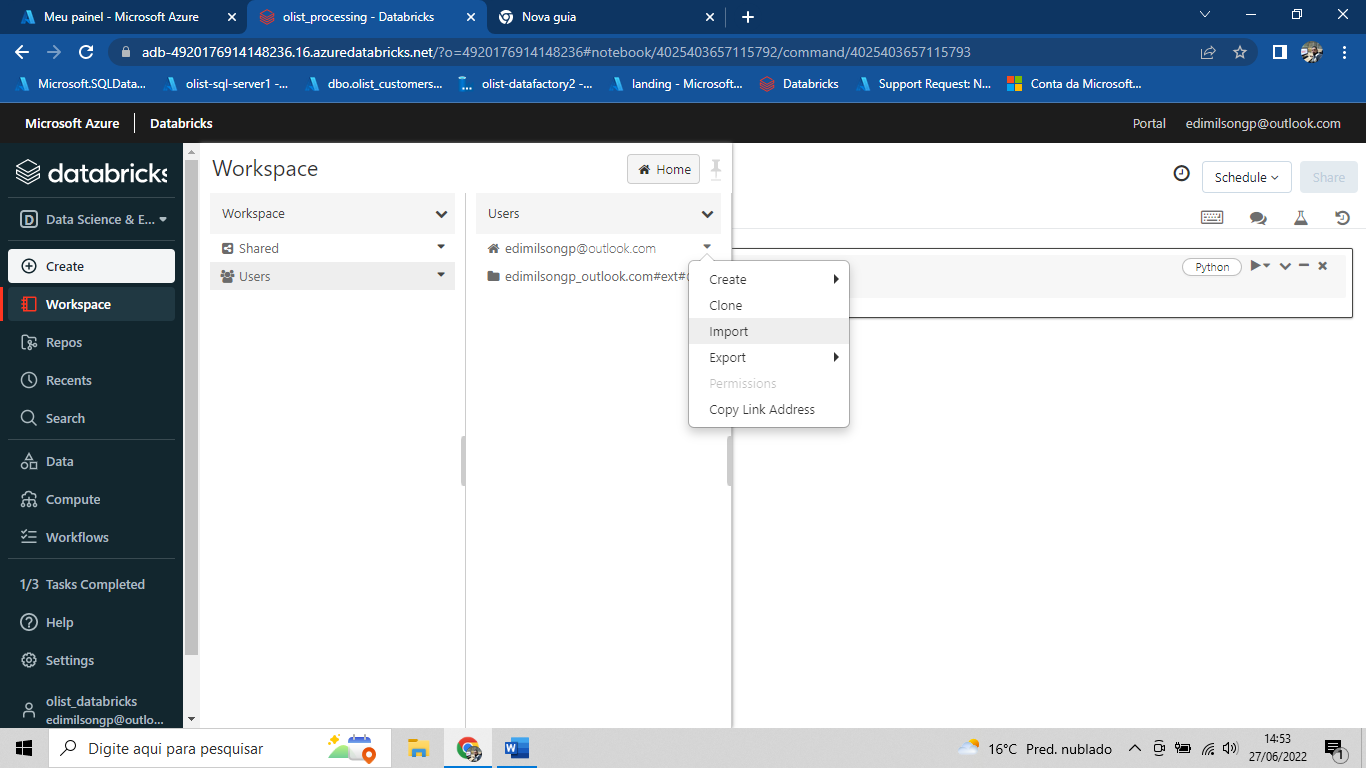 Meu painel - Microsoft Azure
olist_processing - Databricks
Nova guia
adb-4920176914148236.16.azuredatabricks.net/?o=4920176914148236#notebook/4025403657115792/command/4025403657115793
Microsoft.SQLData...
olist-sql-server1 -...
dbo.olist_customers...
olist-datafactory2 -...
landing - Microsoft...
Databricks
Support Request: N...
Conta da Microsoft...
Microsoft Azure
Databricks
Portal
edimilsongp@outlook.com
databricks
D
Data Science & E...
Create
Workspace
Repos
Recents
Search
Data
Compute
Workflows
1/3 Tasks Completed
Help
Settings
olist_databricks
edimilsongp@outlo...
Workspace
Home
Workspace
Shared
Users
Users
edimilsongp@outlook.com
edimilsongp_outlook.com#ext#
Create
Clone
Import
Export
Permissions
Copy Link Address
Schedule
Share
Python
Digite aqui para pesquisar
16°C Pred. nublado
14:53
27/06/2022
1